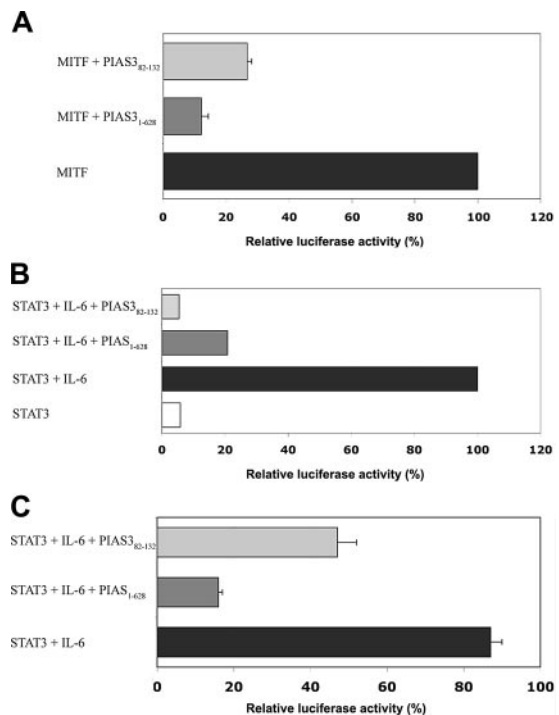 A
MITF + PIAS382-132
MITF + PIAS31-628
MITF
0 20 40 60 80 100 120
Relative luciferase activity (%)
B
STAT3 + IL-6 + PIAS382-132
STAT3 + IL-6 + PIAS1-628
STAT3 + IL-6
STAT3
0 20 40 60 80 100 120
Relative luciferase activity (%)
C
STAT3 + IL-6 + PIAS382-132
STAT3 + IL-6 + PIAS1-628
STAT3 + IL-6
0 20 40 60 80 100
Relative luciferase activity (%)